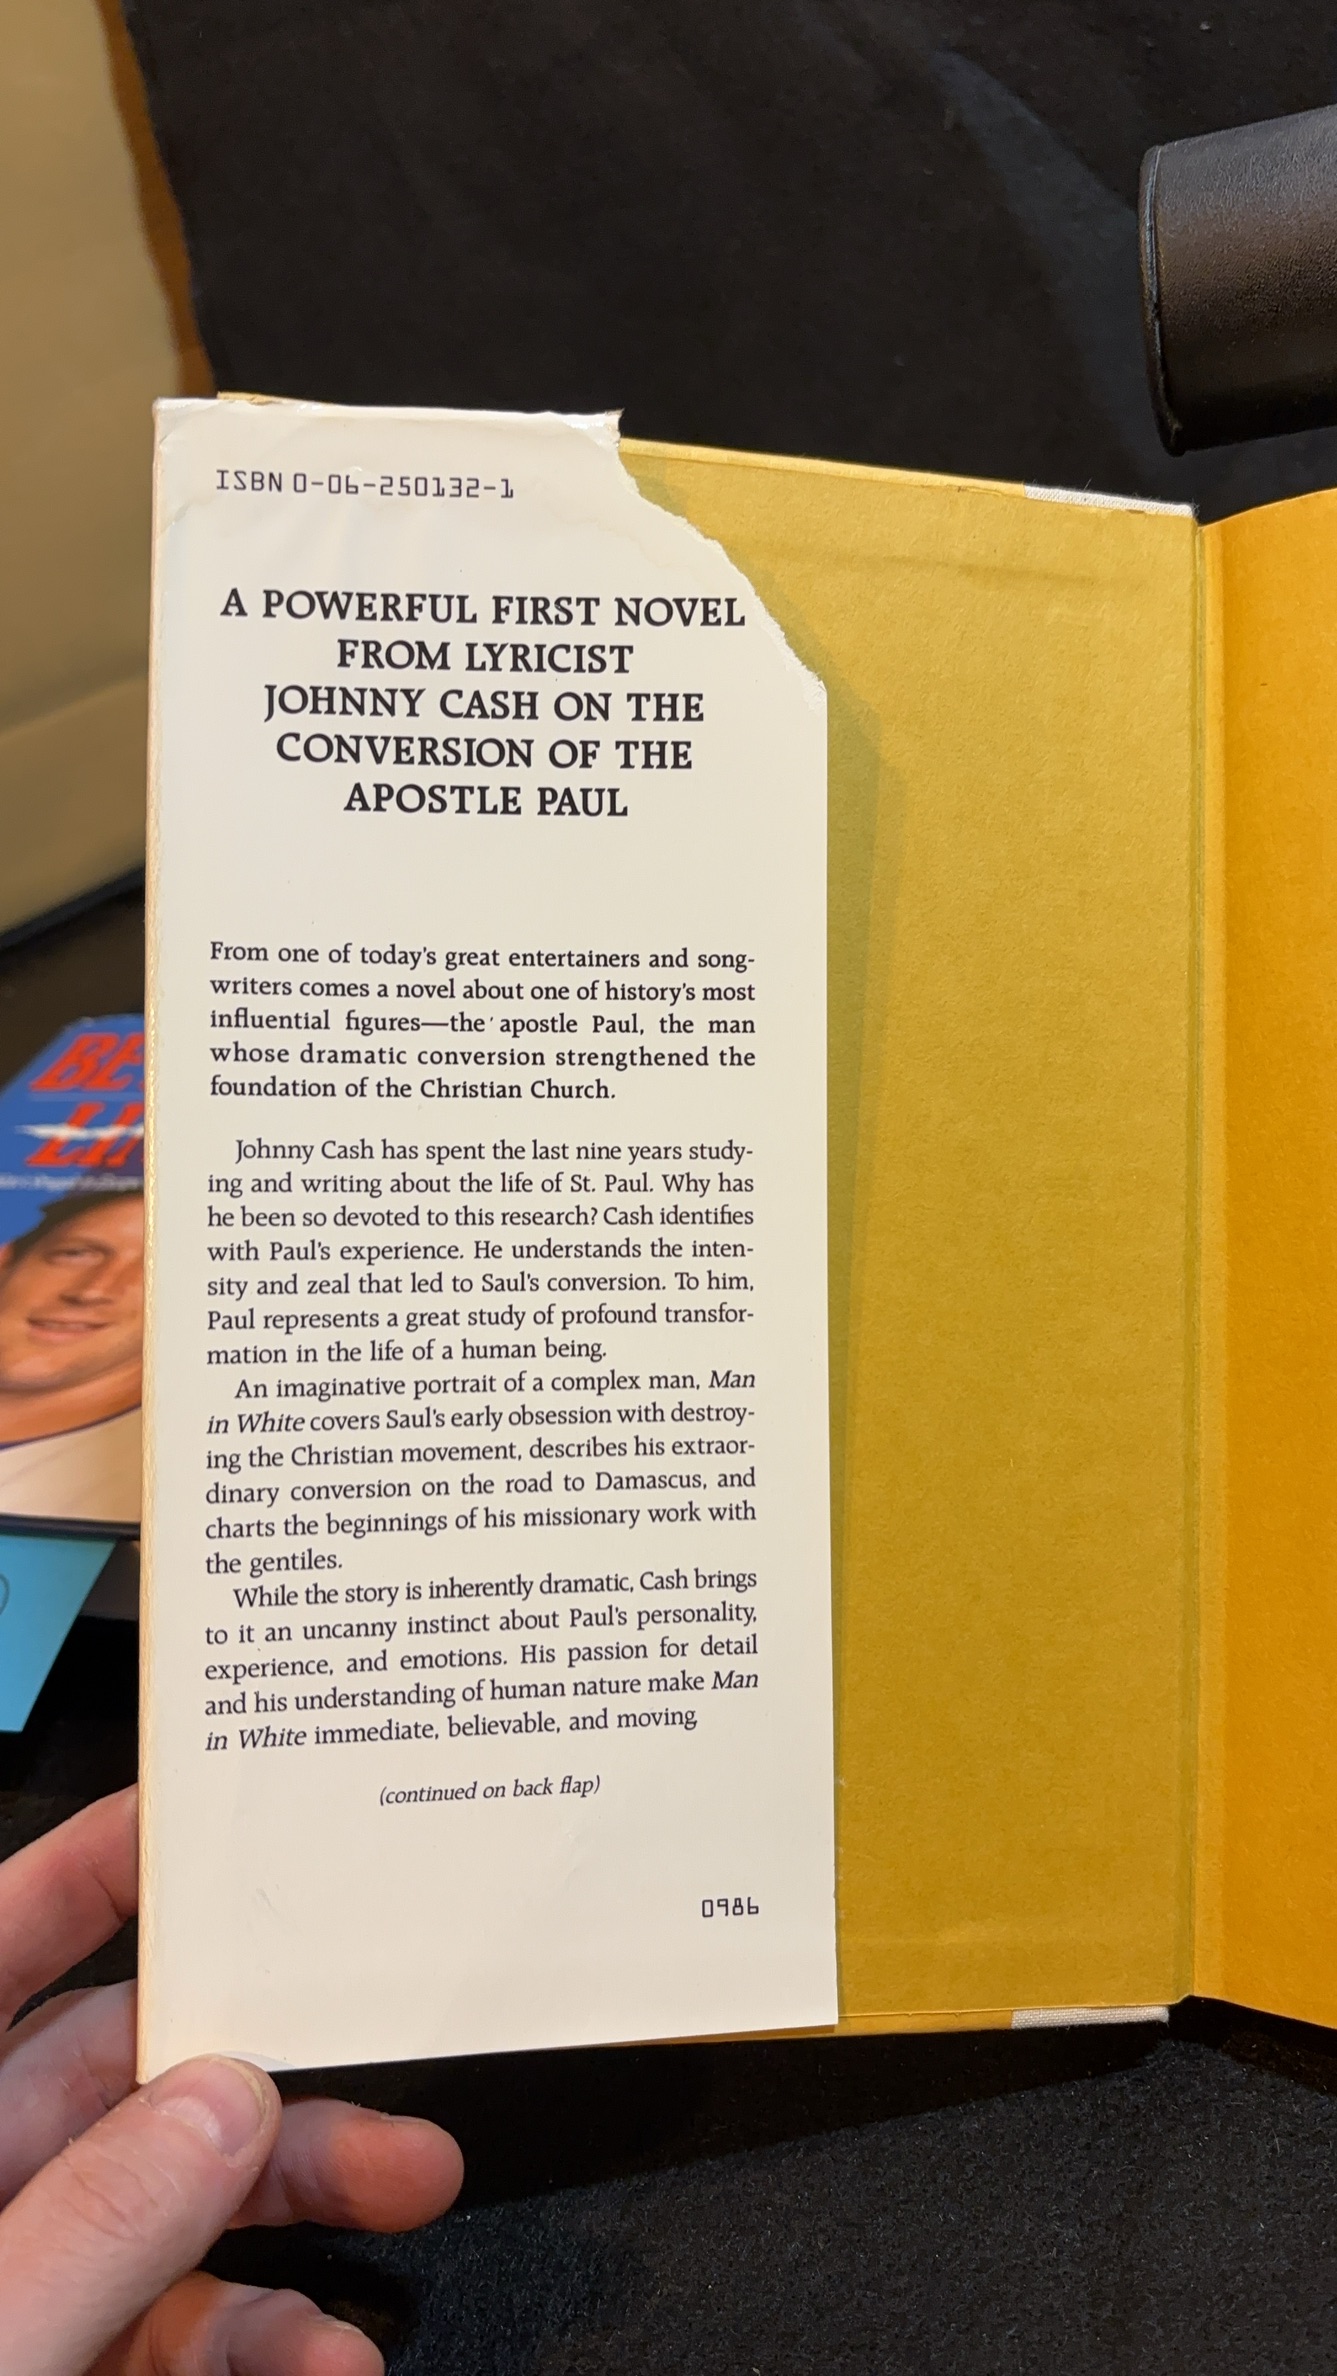 ISBN 0-06-250132-1
A POWERFUL FIRST NOVEL
FROM LYRICIST
JOHNNY CASH ON THE
CONVERSION OF THE
APOSTLE PAUL
From one of today's great entertainers and song-
writers comes a novel about one of history's most
influential figures—the apostle Paul, the man
whose dramatic conversion strengthened the
foundation of the Christian Church.
Johnny Cash has spent the last nine years study-
ing and writing about the life of St. Paul. Why has
he been so devoted to this research? Cash identifies
with Paul's experience. He understands the inten-
sity and zeal that led to Saul's conversion. To him,
Paul represents a great study of profound transfor-
mation in the life of a human being.
An imaginative portrait of a complex man, Man
in White covers Saul's early obsession with destroy-
ing the Christian movement, describes his extraor-
dinary conversion on the road to Damascus, and
charts the beginnings of his missionary work with
the gentiles.
While the story is inherently dramatic, Cash brings
to it an uncanny instinct about Paul's personality,
experience, and emotions. His passion for detail
and his understanding of human nature make Man
in White immediate, believable, and moving
(continued on back flap)
0986